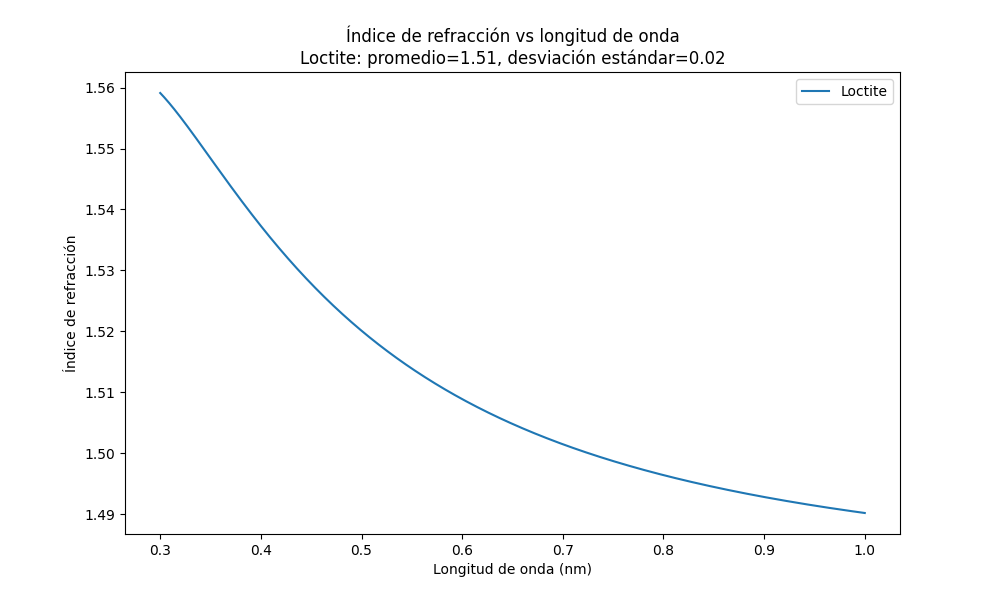 Índice de refracción vs longitud de onda
Loctite: promedio=1.51, desviación estándar=0.02
Loctite
Índice de refracción
1.56
1.55
1.54
1.53
1.52
1.51
1.50
1.49
0.3 0.4 0.5 0.6 0.7 0.8 0.9 1.0
Longitud de onda (nm)